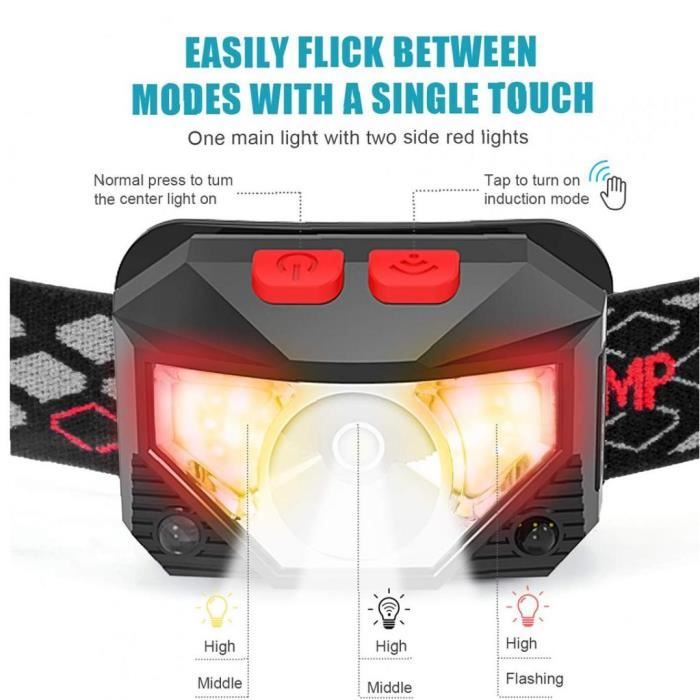 EASILY FLICK BETWEEN
MODES WITH A SINGLE TOUCH
One main light with two side red lights
Normal press to tum
the center light on
Tap to turn on
induction mode
MP
High
Middle
High
Middle
High
Flashing